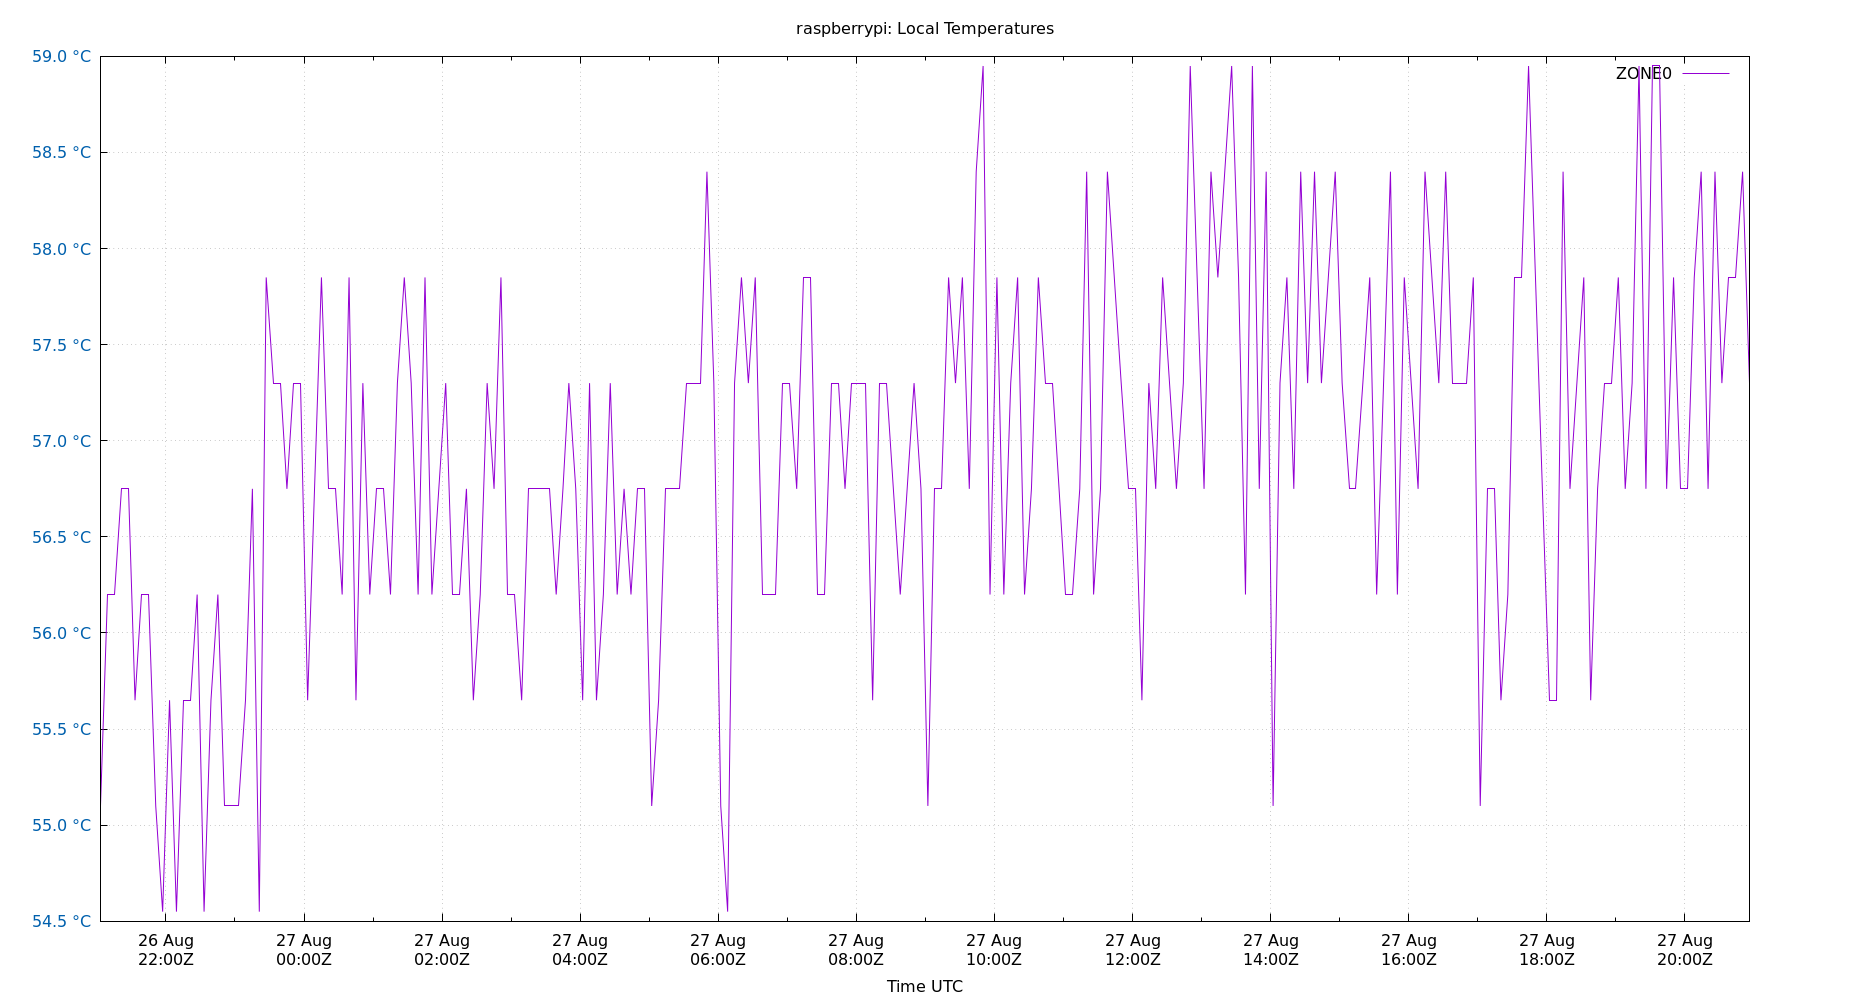 raspberrypi: Local Temperatures
59.0 °C
58.5 °C
58.0 °C
57.5 °C
57.0 °C
56.5 °C
56.0 °C
55.5 °C
55.0 °C
54.5 °C
ZONE0
26 Aug 27 Aug 27 Aug 27 Aug 27 Aug 27 Aug 27 Aug 27 Aug 27 Aug 27 Aug 27 Aug 27 Aug
22:00Z 00:00Z 02:00Z 04:00Z 06:00Z 08:00Z 10:00Z 12:00Z 14:00Z 16:00Z 18:00Z 20:00Z
Time UTC